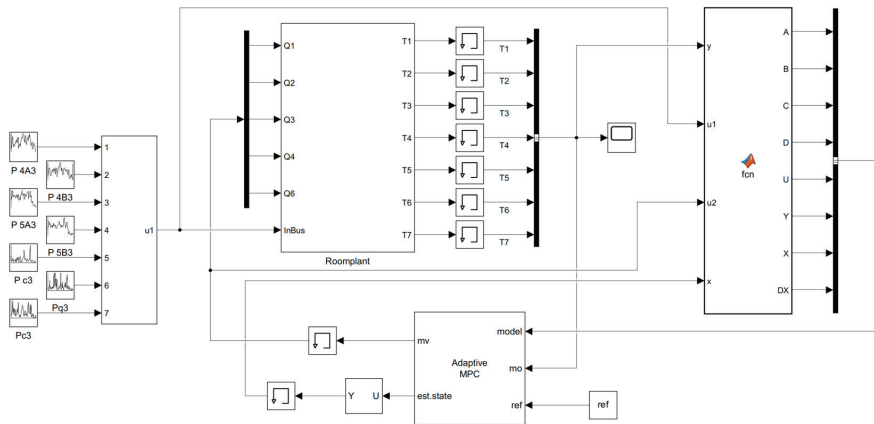 P 4A3
P 4B3
P 5A3
P 5B3
P c3
Pq3
Pc3
1
2
3
4
5
6
7
u1
Q1
Q2
Q3
Q4
Q6
InBus
T1
T2
T3
T4
T5
T6
T7
Roomplant
T1
T2
T3
T4
T5
T6
T7
y
u1
u2
x
fcn
A
B
C
D
U
Y
X
DX
mv
est.state
Adaptive
MPC
model
mo
ref
Y U
ref